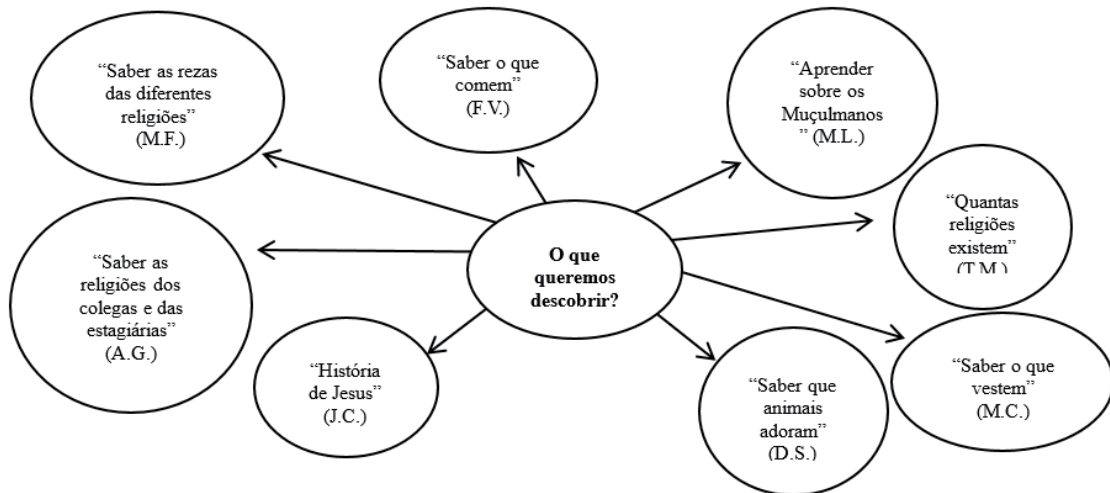 “Saber as rezas
das diferentes
religiões”
(M.F.)
“Saber o que
comem”
(F.V.)
“Aprender
sobre os
Muçulmanos
” (M.L.)
“Quantas
religiões
existem”
(T.M.)
“Saber as
religiões dos
colegas e das
estagiárias”
(A.G.)
O que
queremos
descobrir?
“História
de Jesus”
(J.C.)
“Saber que
animais
adoram”
(D.S.)
“Saber o que
vestem”
(M.C.)